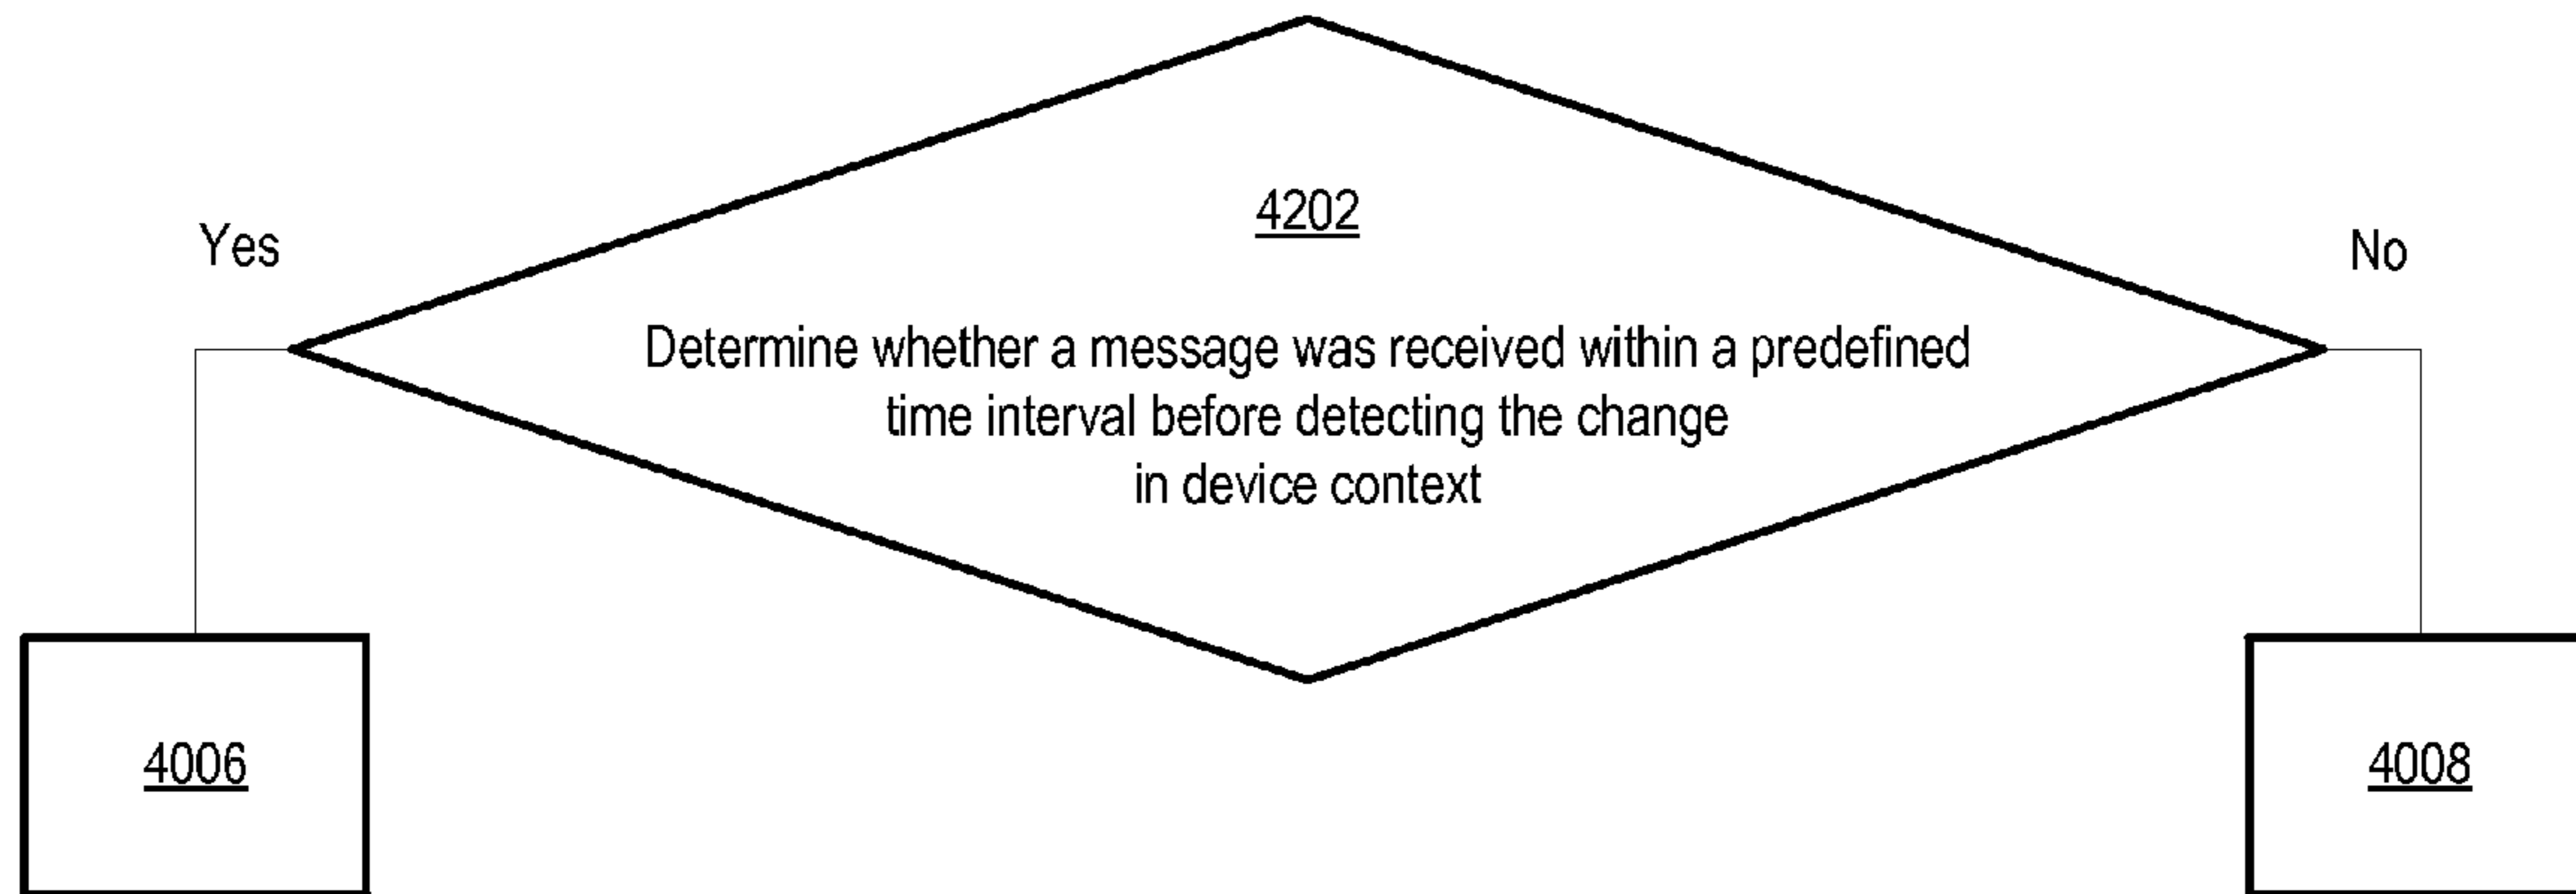 4202
Yes
No
Determine whether a message was received within a predefined
time interval before detecting the change
in device context
4006
4008